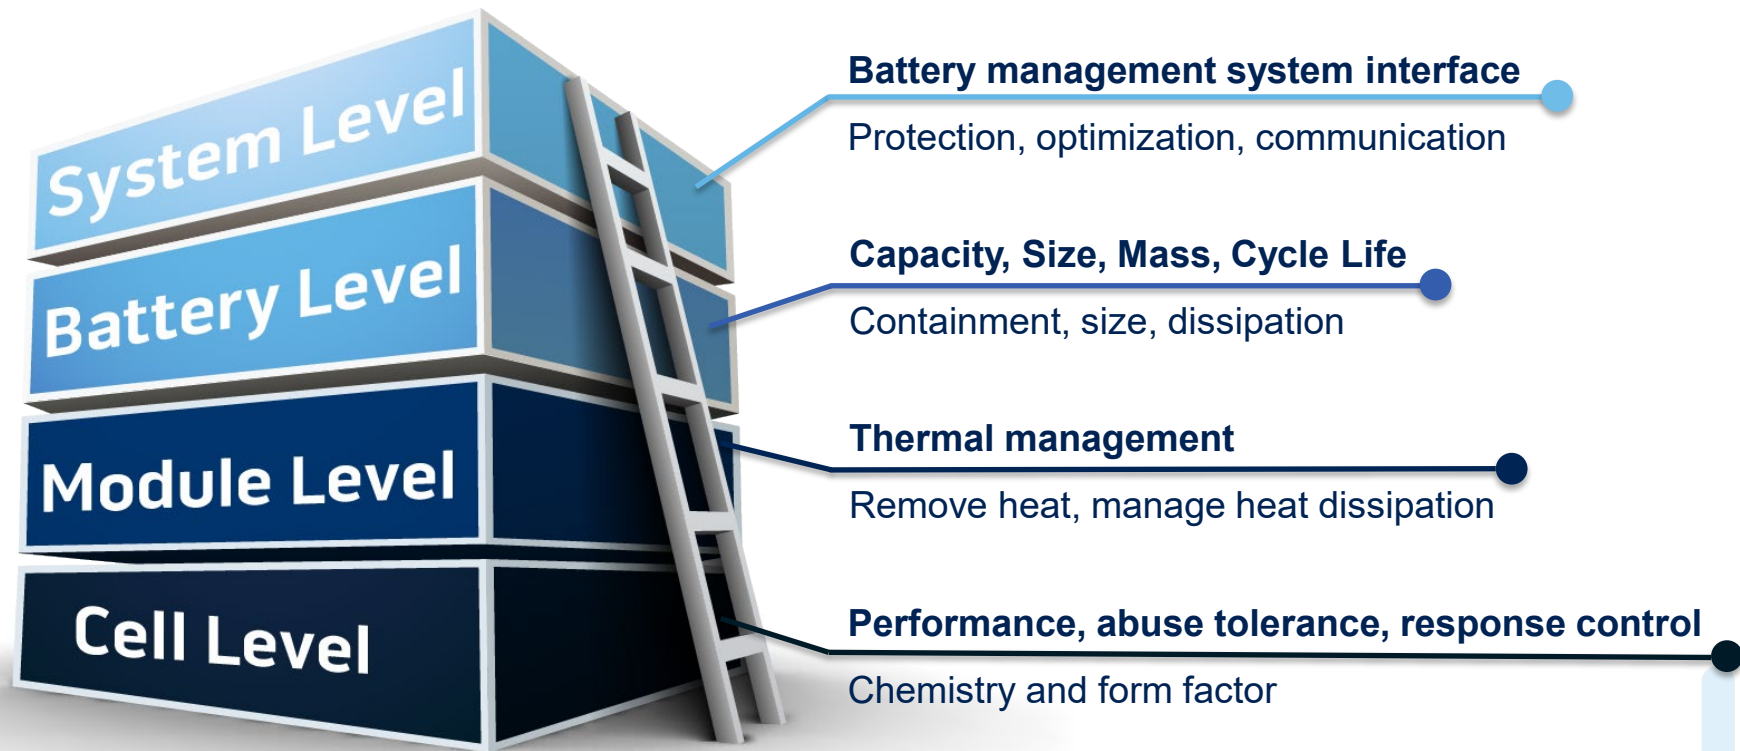 System Level
Battery management system interface
Protection, optimization, communication
Battery Level
Capacity, Size, Mass, Cycle Life
Containment, size, dissipation
Module Level
Thermal management
Remove heat, manage heat dissipation
Cell Level
Performance, abuse tolerance, response control
Chemistry and form factor